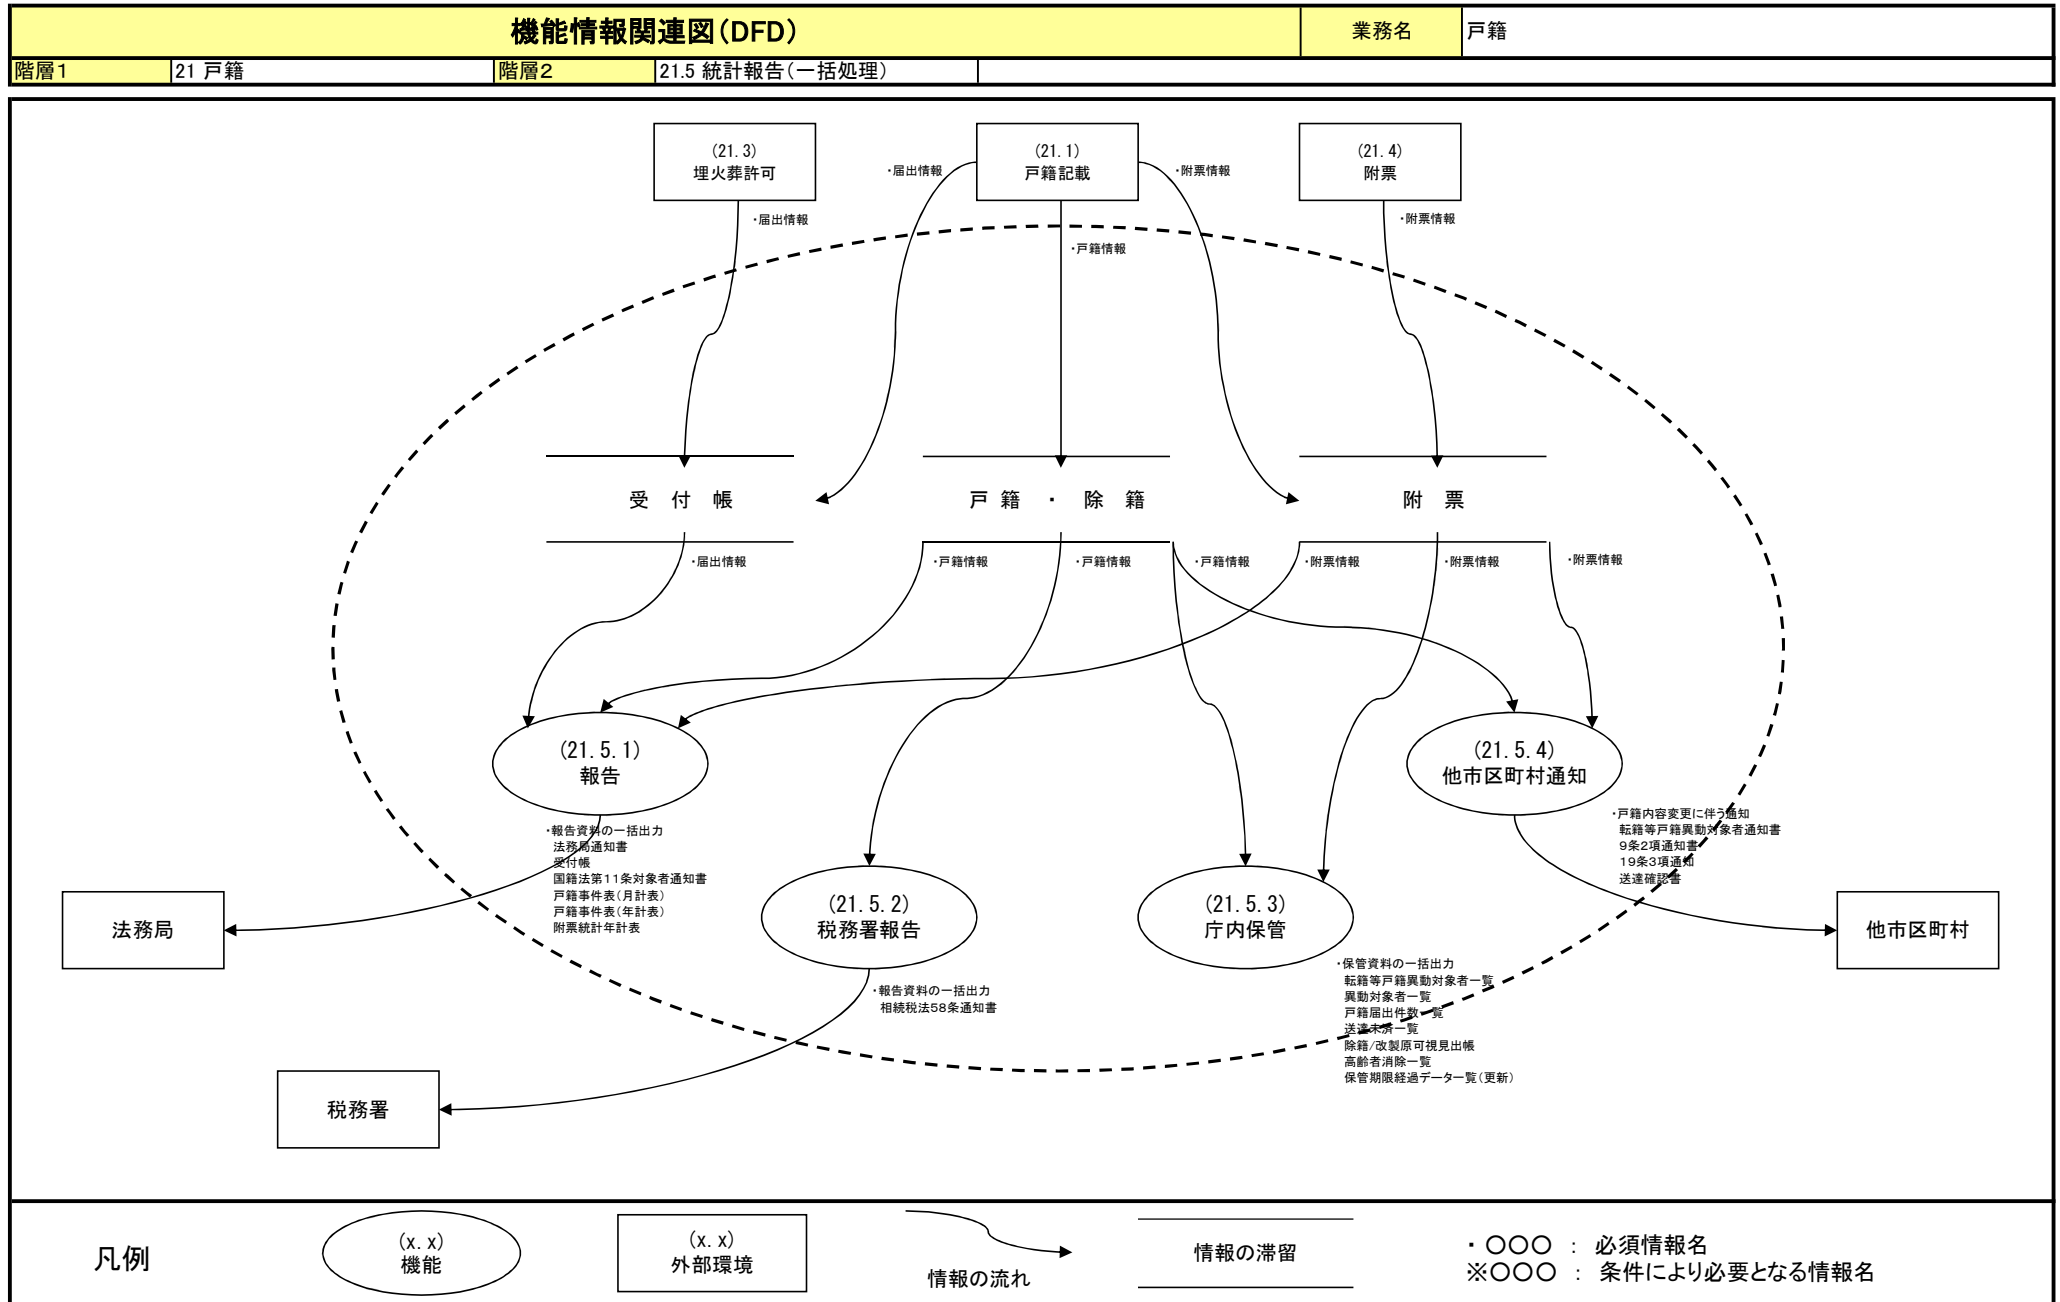 機能情報関連図(DFD)
業務名
戸籍
階層1
21 戸籍
階層2
21.5 統計報告(一括処理)
(21.3)
埋火葬許可
(21.1)
戸籍記載
(21.4)
附票
・届出情報
・附票情報
・届出情報
・附票情報
・戸籍情報
受 付 帳
戸 籍 ・ 除 籍
附 票
・届出情報
・戸籍情報
・戸籍情報
・戸籍情報
・附票情報
・附票情報
・附票情報
(21.5.1)
報告
(21.5.4)
他市区町村通知
・報告資料の一括出力
法務局通知書
受付帳
国籍法第11条対象者通知書
戸籍事件表(月計表)
戸籍事件表(年計表)
附票統計年計表
・戸籍内容変更に伴う通知
転籍等戸籍異動対象者通知書
9条2項通知書
19条3項通知
送達確認書
(21.5.2)
税務署報告
(21.5.3)
庁内保管
法務局
他市区町村
・報告資料の一括出力
相続税法58条通知書
・保管資料の一括出力
転籍等戸籍異動対象者一覧
異動対象者一覧
戸籍届出件数一覧
送達未済一覧
除籍/改製原可視見出帳
高齢者消除一覧
保管期限経過データ一覧(更新)
税務署
凡例
(x.x)
機能
(x.x)
外部環境
情報の流れ
情報の滞留
・ 〇〇〇 : 必須情報名
※〇〇〇 : 条件により必要となる情報名